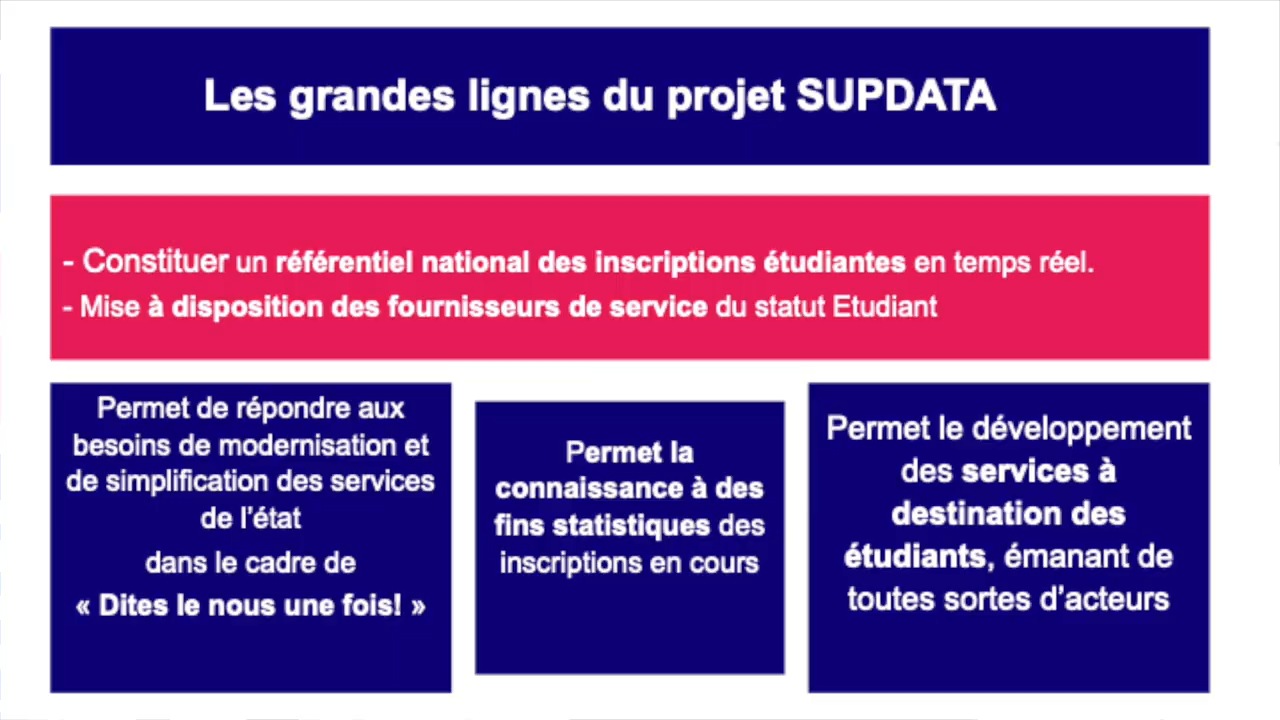 Les grandes lignes du projet SUPDATA
- Constituer un référentiel national des inscriptions étudiantes en temps réel.
- Mise à disposition des fournisseurs de service du statut Etudiant
Permet de répondre aux
besoins de modernisation et
de simplification des services
de l'état
dans le cadre de
« Dites le nous une fois! »
Permet la
connaissance à des
fins statistiques des
inscriptions en cours
Permet le développement
des services à
destination des
étudiants, émanant de
toutes sortes d'acteurs